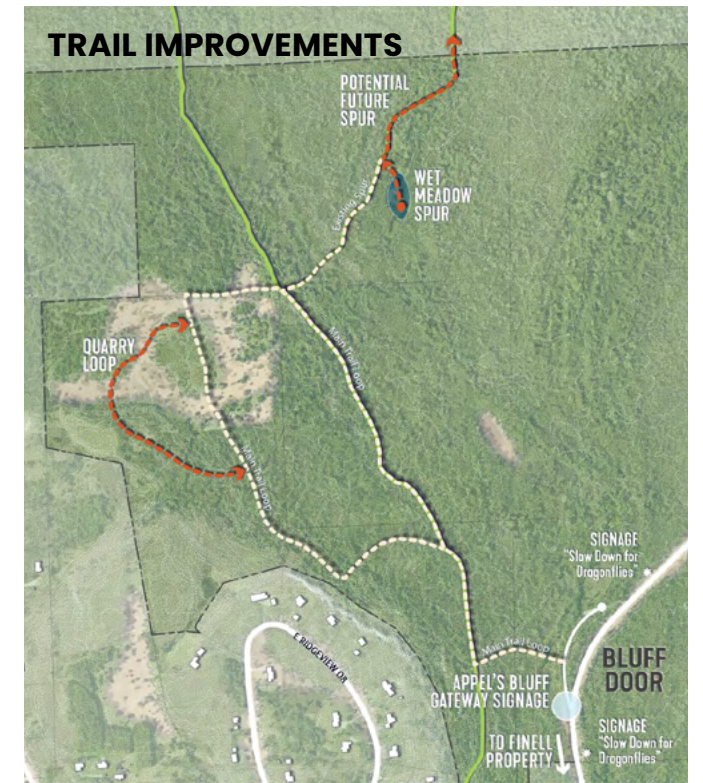 TRAIL IMPROVEMENTS
POTENTIAL
FUTURE
SPUR
WET
MEADOW
SPUR
Existing Spur
QUARRY
LOOP
Main Trail Loop
Main Trail Loop
SIGNAGE
"Slow Down for
Dragonflies"
E RIDGEVIEW DR
Main Trail Loop
BLUFF
DOOR
APPEL'S BLUFF
GATEWAY SIGNAGE
TO FINELL
PROPERTY
SIGNAGE
"Slow Down for
Dragonflies"